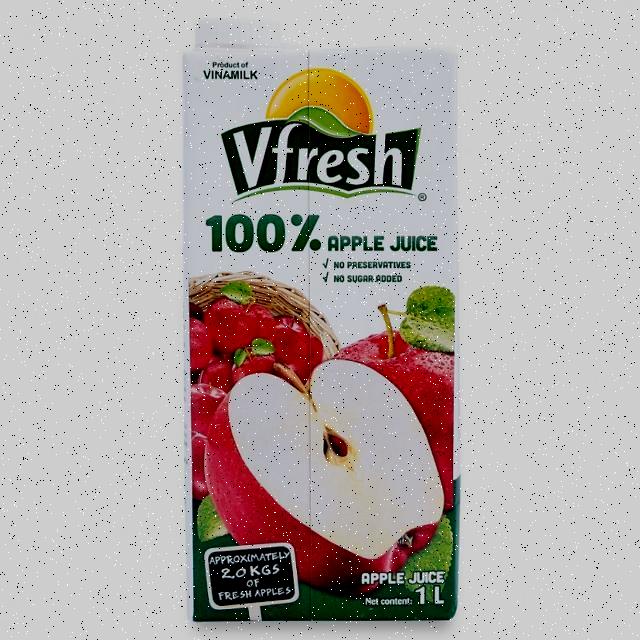 Product of
VINAMILK
Vfresh®
100% APPLE JUICE
√ NO PRESERVATIVES
√ NO SUGAR ADDED
APPROXIMATELY
2.0 KGS
OF
FRESH APPLES
APPLE JUICE
Net content: 1 L